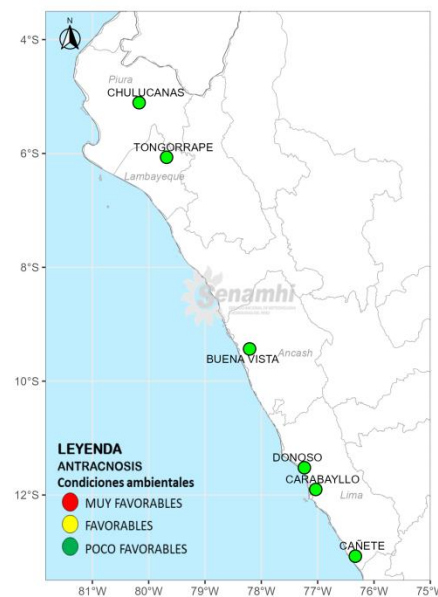 N
4°S
Piura
CHULUCANAS
6°S
TONGORRAPE
Lambayeque
8°S
Senamhi
BUENA VISTA
Ancash
10°S
DONOSO
CARABAYLLO
Lima
12°S
CAÑETE
LEYENDA
ANTRACNOSIS
Condiciones ambientales
MUY FAVORABLES
FAVORABLES
POCO FAVORABLES
81°W 80°W 79°W 78°W 77°W 76°W 75°W